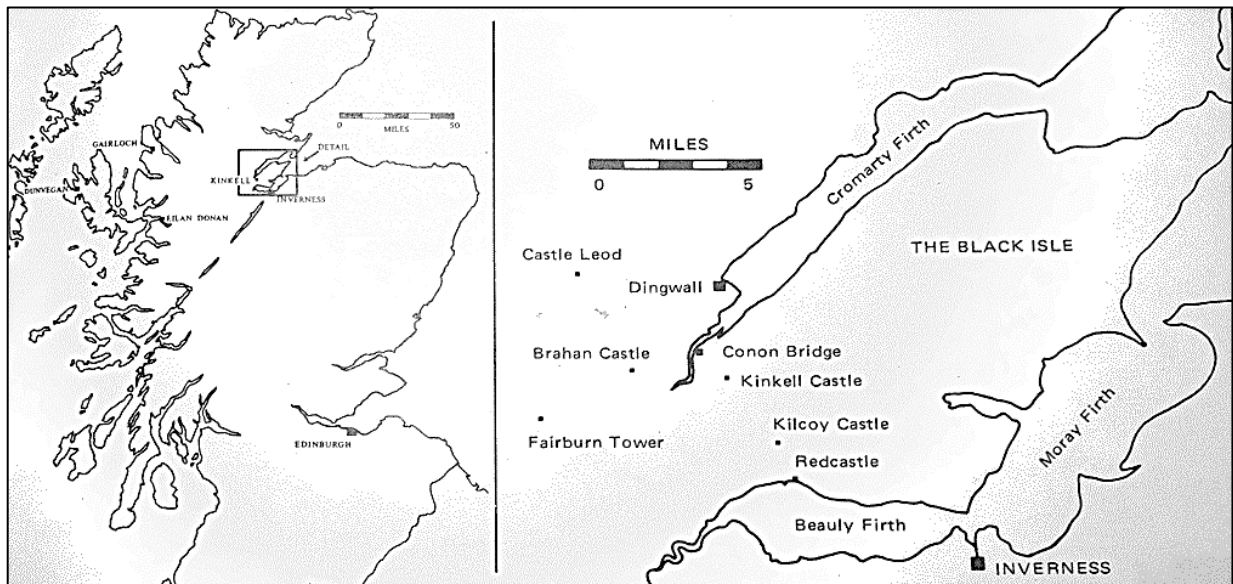 GAIRLOCH
DUNVEGAN
EILAN DONAN
0 50
MILES
DETAIL
KINKELL
INVERNESS
EDINBURGH
MILES
0 5
Cromarty Firth
THE BLACK ISLE
Castle Leod
Dingwall
Brahan Castle
Conon Bridge
Kinkell Castle
Fairburn Tower
Kilcoy Castle
Redcastle
Moray Firth
Beauly Firth
INVERNESS